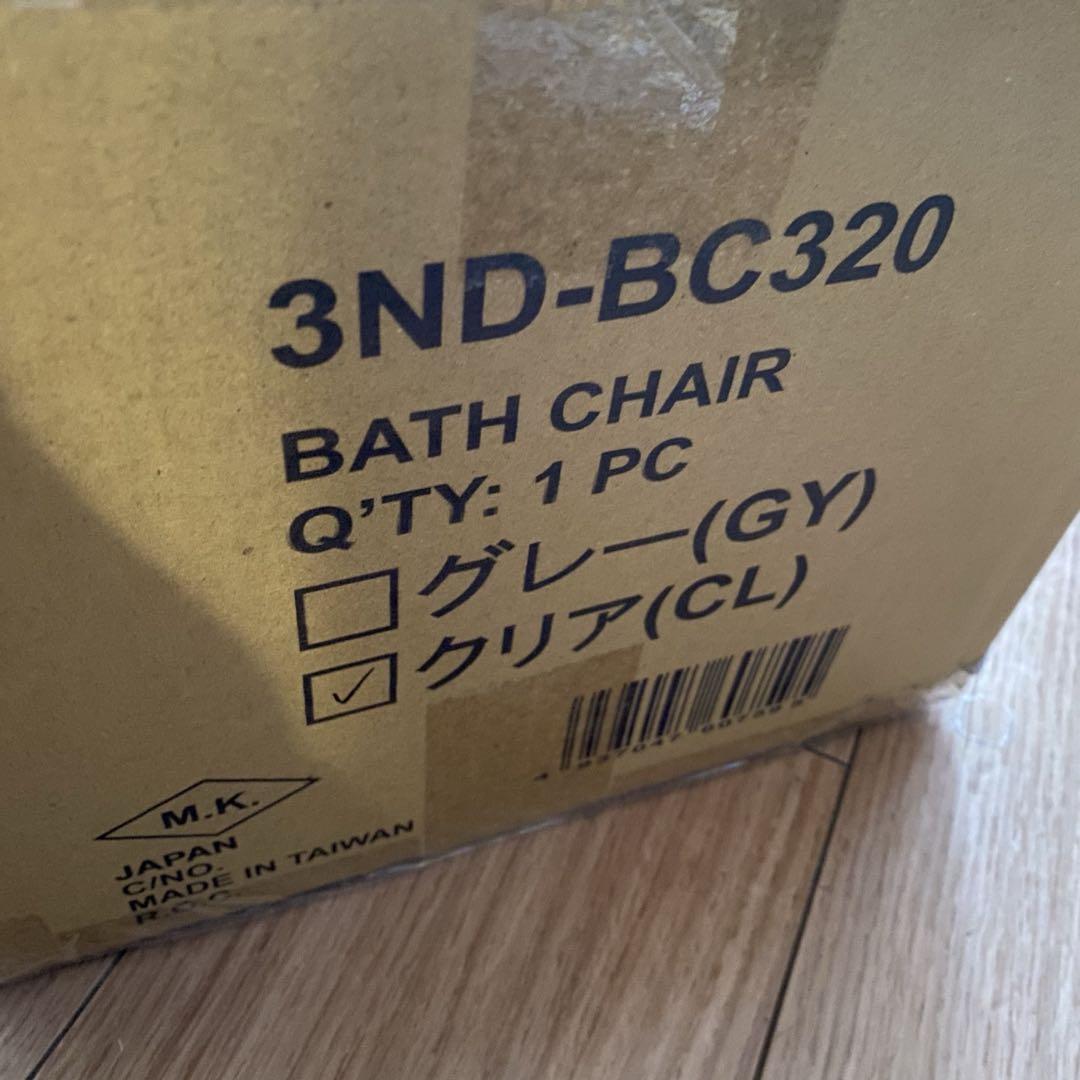 3ND-BC320
BATH CHAIR
Q'TY: 1 PC
グレー(GY)
クリア(CL)
M.K.
JAPAN
C/NO.
MADE IN TAIWAN
R.O.C.